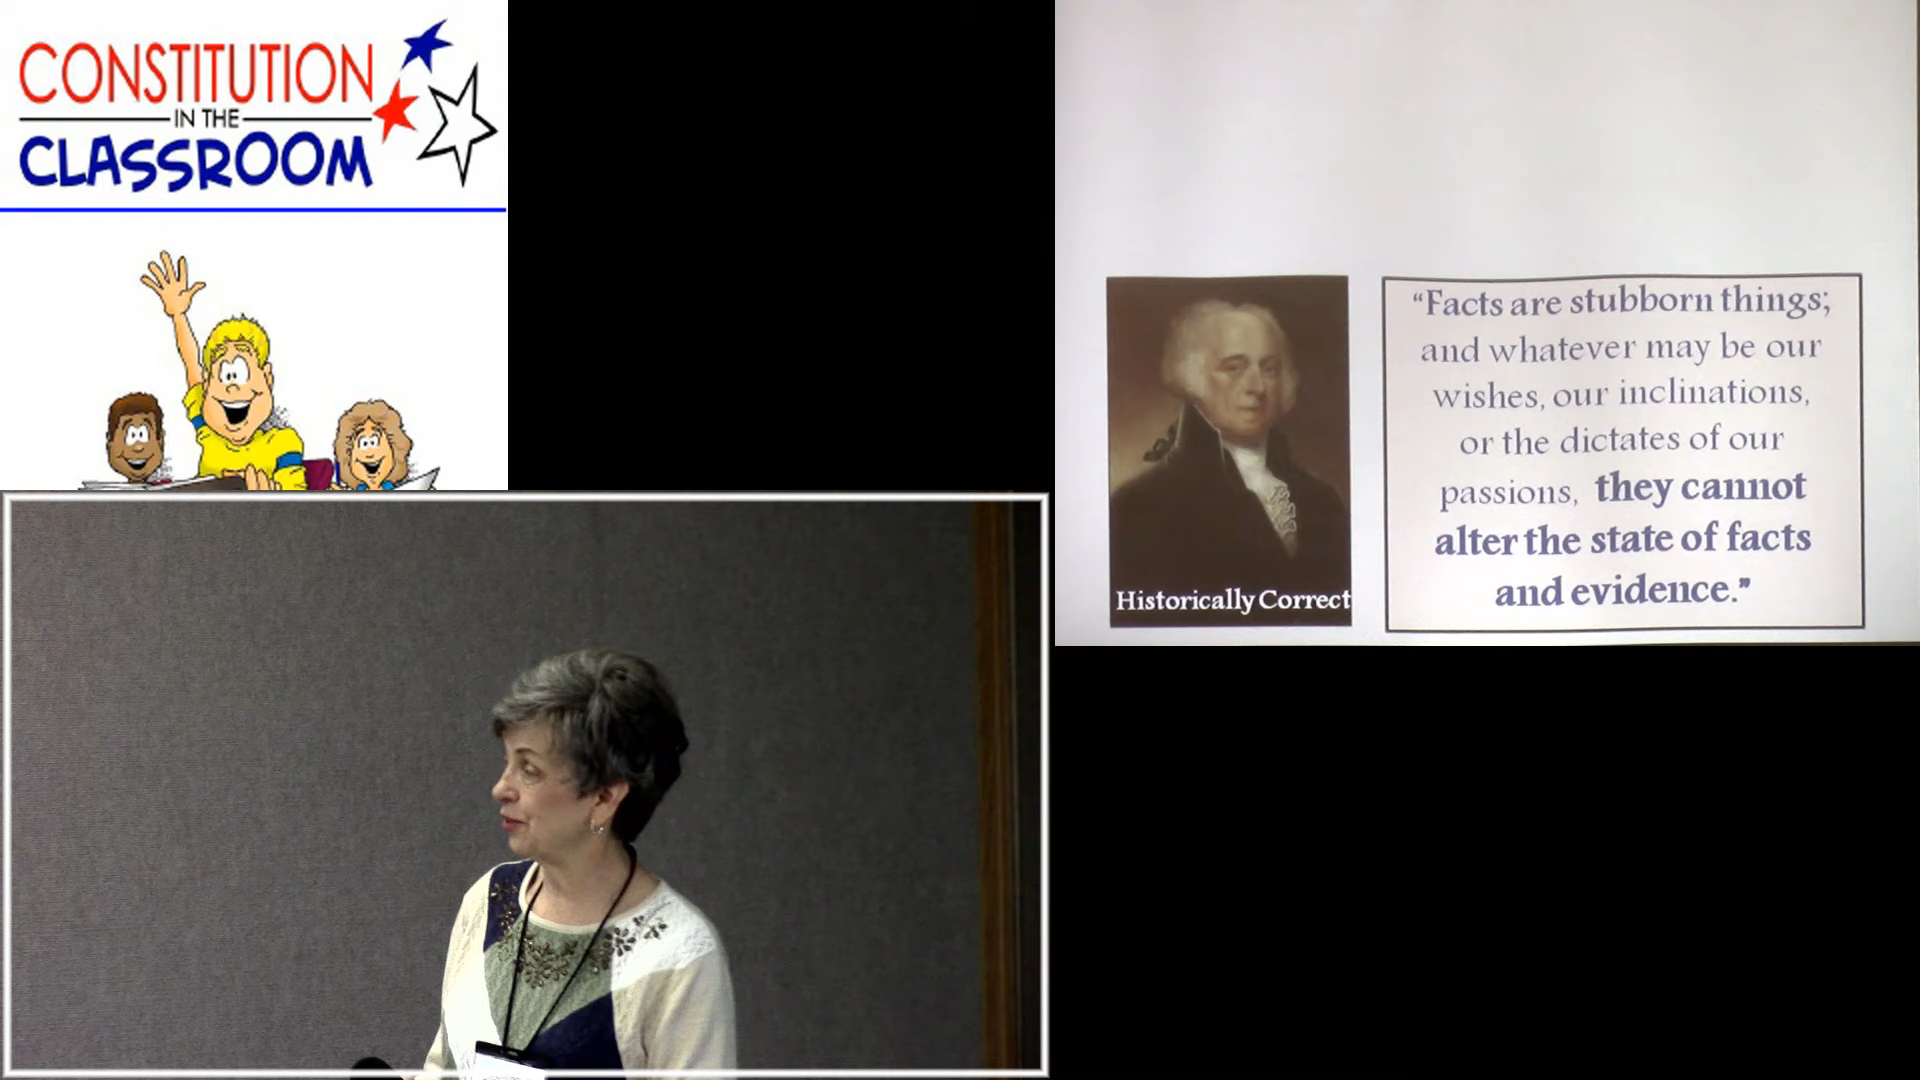 CONSTITUTION
IN THE
CLASSROOM
“Facts are stubborn things;
and whatever may be our
wishes, our inclinations,
or the dictates of our
passions, they cannot
alter the state of facts
and evidence.”
Historically Correct